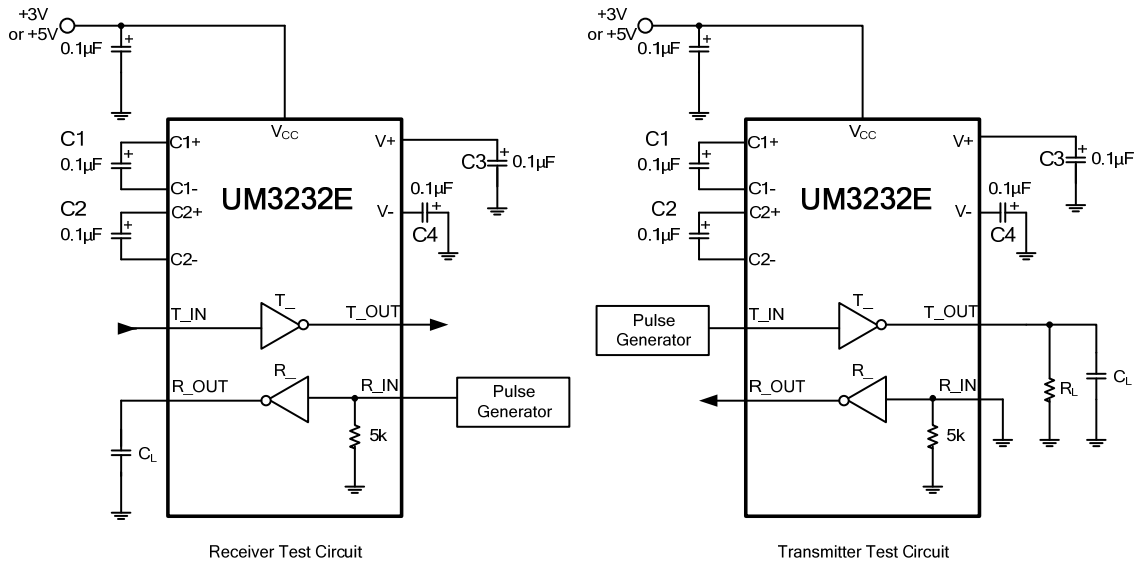 +3V
or +5V
0.1µF
+
VCC
C1
0.1µF
+
C1+
C1-
C2
0.1µF
+
C2+
C2-
UM3232E
V+
C3
+
0.1µF
V-
0.1µF
+
C4
T_IN
T_
T_OUT
R_OUT
R_
R_IN
5k
CL
Pulse
Generator
Receiver Test Circuit
+3V
or +5V
0.1µF
+
VCC
C1
0.1µF
+
C1+
C1-
C2
0.1µF
+
C2+
C2-
UM3232E
V+
C3
+
0.1µF
V-
0.1µF
+
C4
Pulse
Generator
T_IN
T_
T_OUT
R_OUT
R_
R_IN
5k
RL
CL
Transmitter Test Circuit